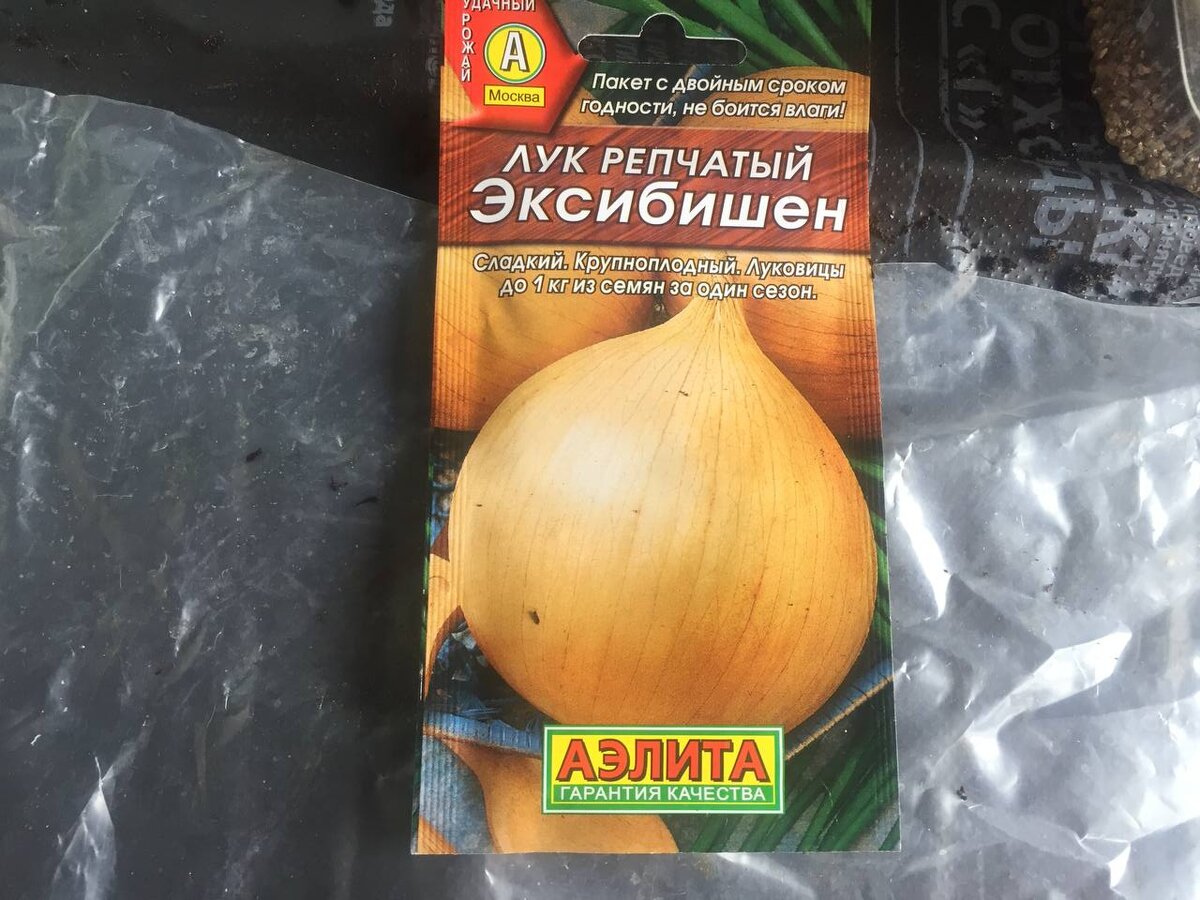 УДАЧНЫЙ
УРОЖАЙ
А
Москва
Пакет с двойным сроком
годности, не боится влаги!
ЛУК РЕПЧАТЫЙ
Эксибишен
Сладкий. Крупноплодный. Луковицы
до 1 кг из семян за один сезон.
АЭЛИТА
ГАРАНТИЯ КАЧЕСТВА